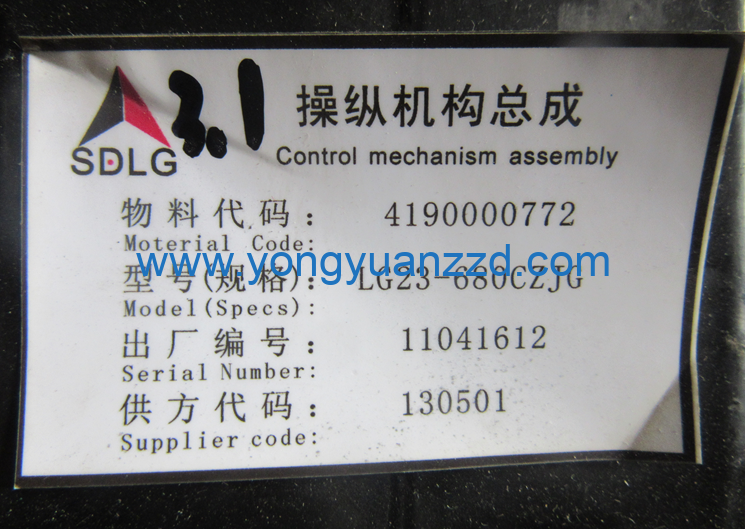 3.1
操纵机构总成
SDLG
Control mechanism assembly
物料代码： 4190000772
Moterial Code:
www.yongyuanzzd.com
型号(规格)： LG23-680CZJG
Model(Specs):
出厂编号： 11041612
Serial Number:
供方代码： 130501
Supplier code: